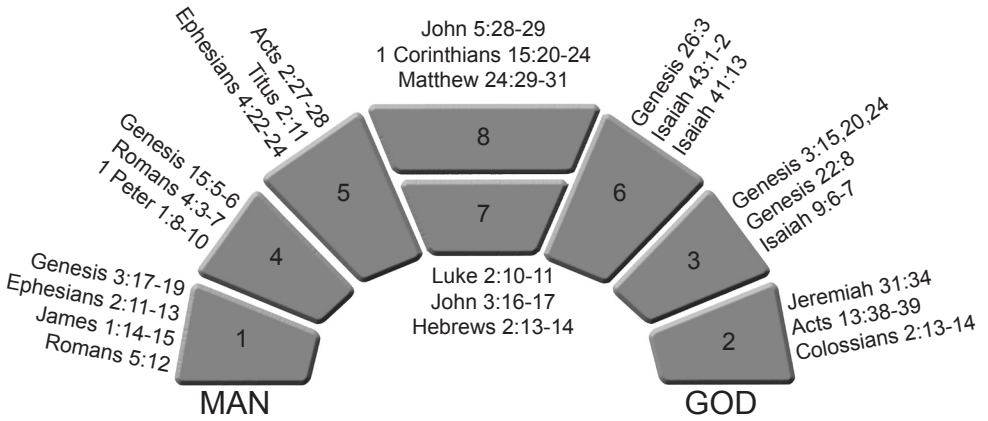 John 5:28-29
1 Corinthians 15:20-24
Matthew 24:29-31
8
7
Luke 2:10-11
John 3:16-17
Hebrews 2:13-14
Acts 2:27-28
Titus 2:11
Ephesians 4:22-24
5
Genesis 15:5-6
Romans 4:3-7
1 Peter 1:8-10
4
Genesis 3:17-19
Ephesians 2:11-13
James 1:14-15
Romans 5:12
1
MAN
Genesis 26:3
Isaiah 43:1-2
Isaiah 41:13
6
Genesis 3:15,20,24
Genesis 22:8
Isaiah 9:6-7
3
Jeremiah 31:34
Acts 13:38-39
Colossians 2:13-14
2
GOD